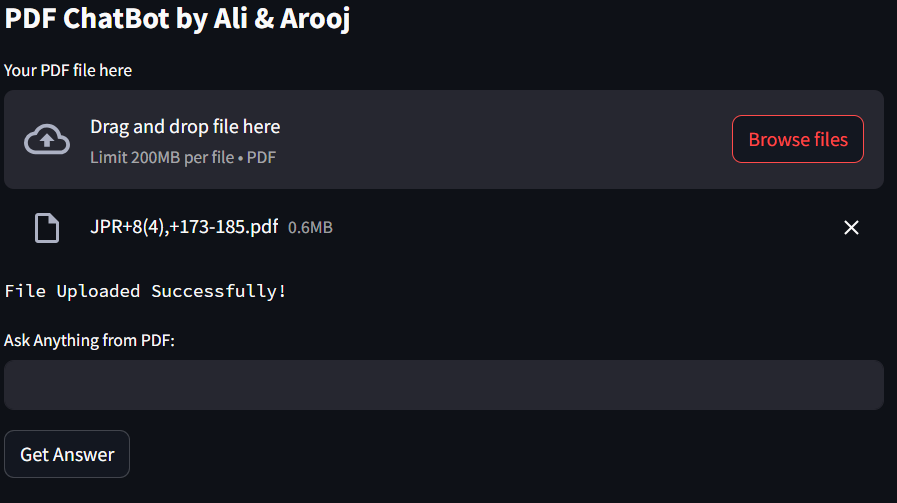 PDF ChatBot by Ali & Arooj
Your PDF file here
Drag and drop file here
Limit 200MB per file • PDF
Browse files
JPR+8(4),+173-185.pdf 0.6MB
File Uploaded Successfully!
Ask Anything from PDF:
Get Answer